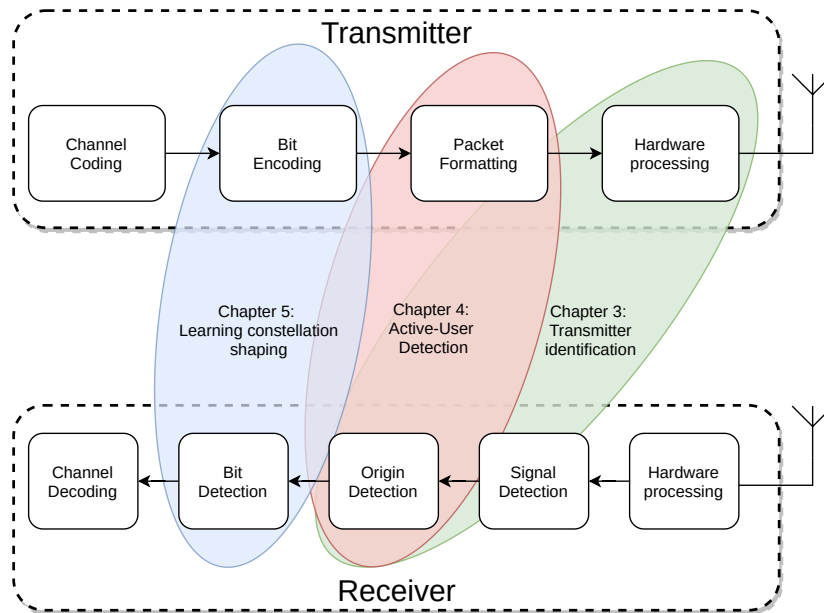 Transmitter
Channel
Coding
Bit
Encoding
Packet
Formatting
Hardware
processing
Chapter 5:
Learning constellation
shaping
Chapter 4:
Active-User
Detection
Chapter 3:
Transmitter
identification
Channel
Decoding
Bit
Detection
Origin
Detection
Signal
Detection
Hardware
processing
Receiver